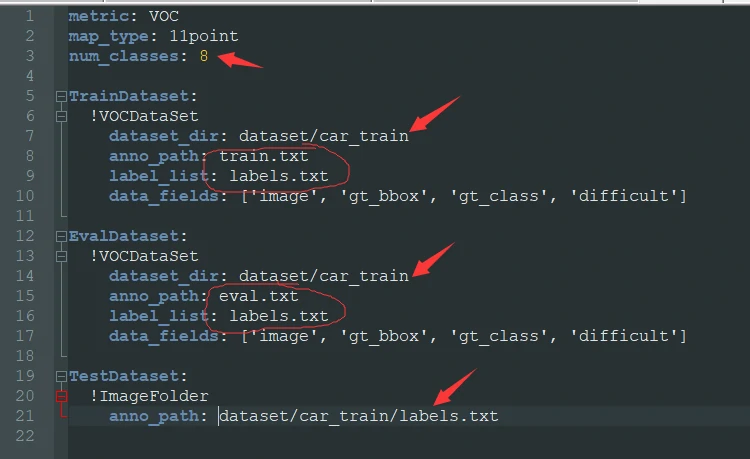 1 metric: VOC
2 map_type: 11point
3 num_classes: 8
4
5 TrainDataset:
6 !VOCDataSet
7 dataset_dir: dataset/car_train
8 anno_path: train.txt
9 label_list: labels.txt
10 data_fields: ['image', 'gt_bbox', 'gt_class', 'difficult']
11
12 EvalDataset:
13 !VOCDataSet
14 dataset_dir: dataset/car_train
15 anno_path: eval.txt
16 label_list: labels.txt
17 data_fields: ['image', 'gt_bbox', 'gt_class', 'difficult']
18
19 TestDataset:
20 !ImageFolder
21 anno_path: dataset/car_train/labels.txt
22